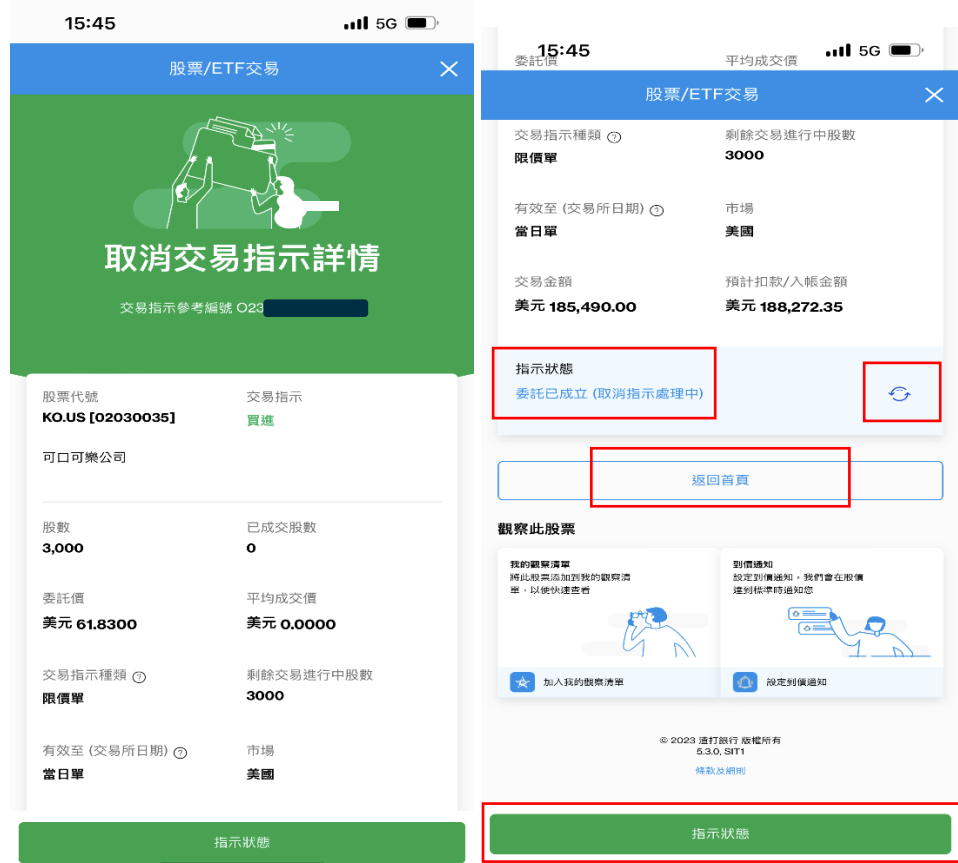 15:45
5G
股票/ETF交易
取消交易指示詳情
交易指示參考編號 O23
股票代號
交易指示
KO.US [02030035]
買進
可口可樂公司
股數
已成交股數
3,000
0
委託價
平均成交價
美元 61.8300
美元 0.0000
交易指示種類
剩餘交易進行中股數
限價單
3000
有效至 (交易所日期)
市場
當日單
美國
指示狀態
15:45
5G
委託價
平均成交價
股票/ETF交易
交易指示種類
剩餘交易進行中股數
限價單
3000
有效至 (交易所日期)
市場
當日單
美國
交易金額
預計扣款/入帳金額
美元 185,490.00
美元 188,272.35
指示狀態
委託已成立 (取消指示處理中)
返回首頁
觀察此股票
我的觀察清單
將此股票添加到我的觀察清
單，以便快速查看
加入我的觀察清單
到價通知
設定到價通知，我們會在股價
達到標準時通知您
設定到價通知
© 2023 渣打銀行 版權所有
5.3.0, SIT1
條款及細則
指示狀態